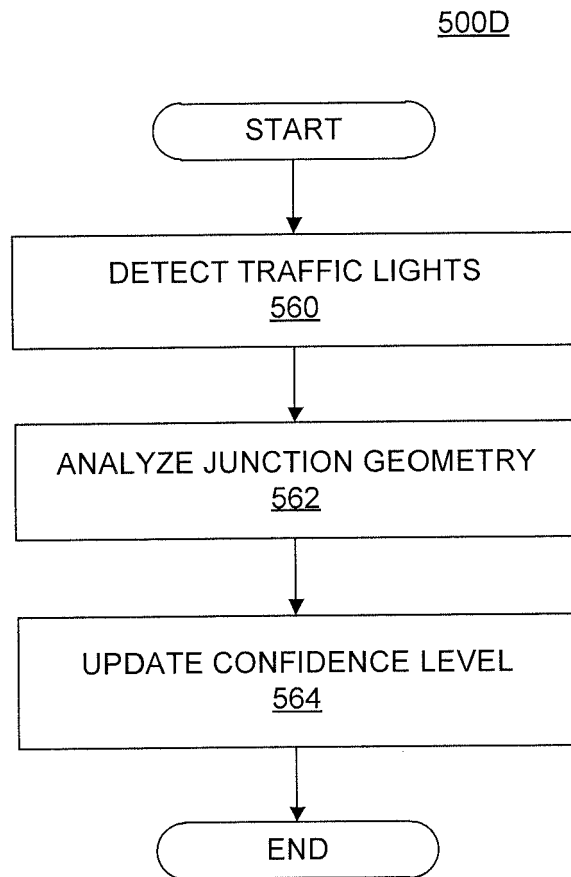 500D
START
DETECT TRAFFIC LIGHTS
560
ANALYZE JUNCTION GEOMETRY
562
UPDATE CONFIDENCE LEVEL
564
END